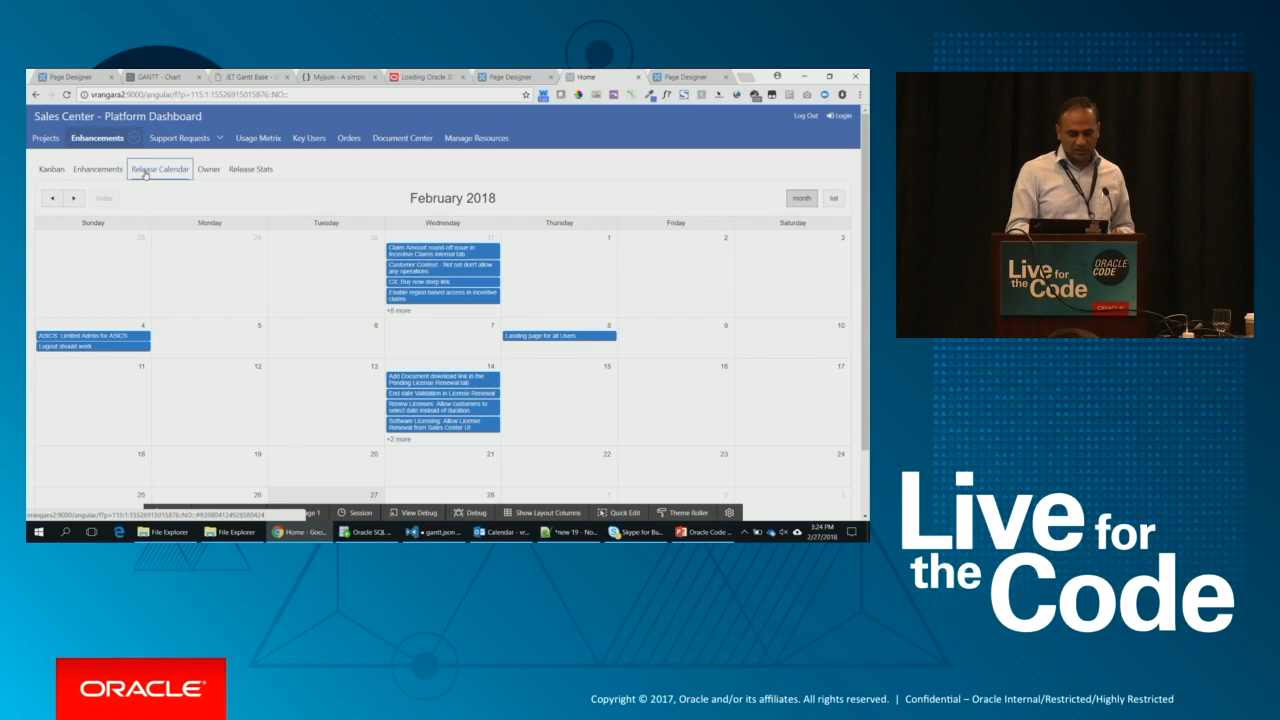 Page Designer
GANTT - Chart
JET Gantt Base
Myjson - A simple
Loading Oracle JE
Page Designer
Home
Page Designer
vrangara2:9000/angular/f?p=115:1:15526915015876::NO:::
Sales Center - Platform Dashboard
Log Out
Login
Projects
Enhancements
Support Requests
Usage Metrix
Key Users
Orders
Document Center
Manage Resources
Kanban
Enhancements
Release Calendar
Owner
Release Stats
today
February 2018
month
list
Sunday
Monday
Tuesday
Wednesday
Thursday
Friday
Saturday
28
29
30
31
1
2
3
Claim Amount round-off issue in
Incentive Claims internal tab
Customer Context - Not set don't allow
any operations
CX: Buy now deep link
Enable region based access in incentive
claims
+8 more
4
5
6
7
8
9
10
ASICS: Limited Admin for ASICS
Logout should work
Landing page for all Users
11
12
13
14
15
16
17
Add Document download link in the
Pending License Renewal tab
End date Validation in License Renewal
Renew Licenses: Allow customers to
select date instead of duration
Software Licensing: Allow License
Renewal from Sales Center UI
+2 more
18
19
20
21
22
23
24
25
26
27
28
1
2
3
Session
View Debug
Debug
Show Layout Columns
Quick Edit
Theme Roller
File Explorer
File Explorer
Home - Goo...
Oracle SQL ...
gantt.json ...
Calendar - vr...
*new 19 - No...
Skype for Bu...
Oracle Code ...
3:24 PM
2/27/2018
Live for
the Code
ORACLE
CODE
ORACLE
Live for
the Code
ORACLE
Copyright © 2017, Oracle and/or its affiliates. All rights reserved. | Confidential – Oracle Internal/Restricted/Highly Restricted